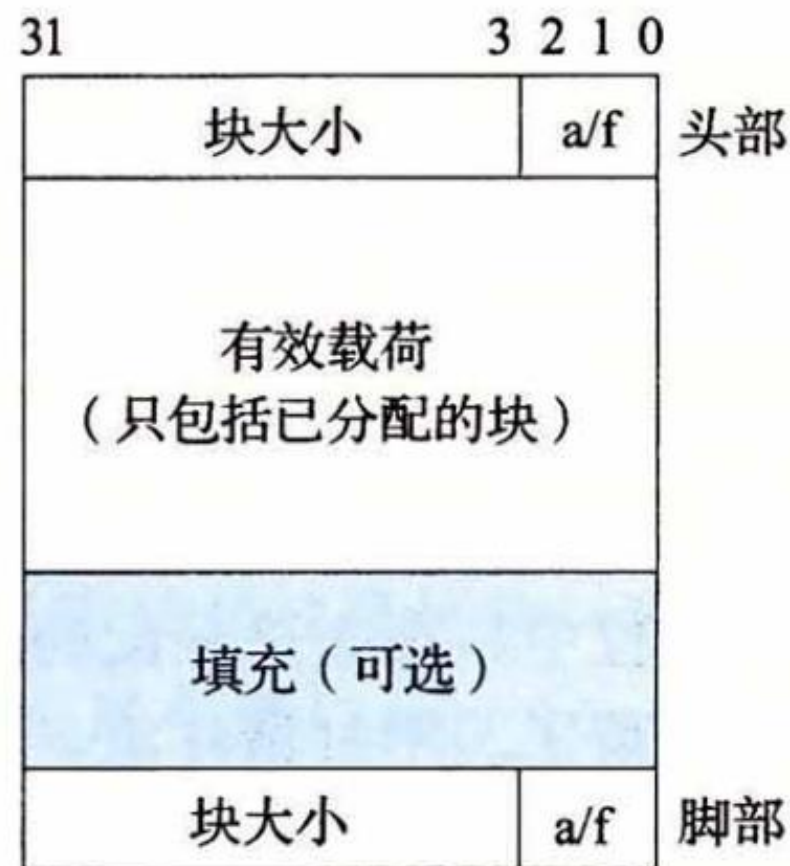 31 3 2 1 0
块大小 a/f 头部
有效载荷
（只包括已分配的块）
填充（可选）
块大小 a/f 脚部